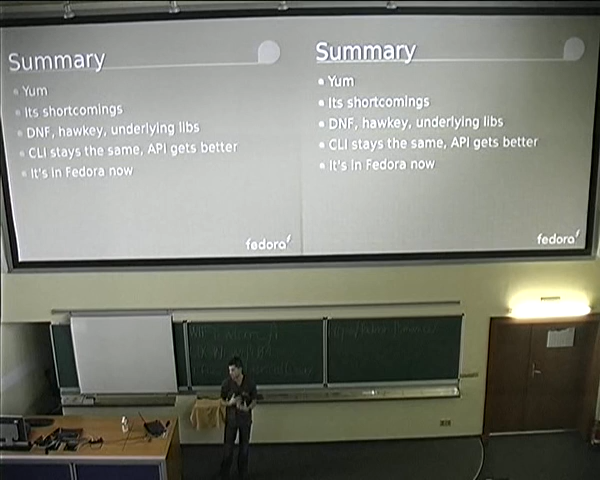 Summary
Yum
Its shortcomings
DNF, hawkey, underlying libs
CLI stays the same, API gets better
It's in Fedora now
fedora
Summary
Yum
Its shortcomings
DNF, hawkey, underlying libs
CLI stays the same, API gets better
It's in Fedora now
fedora